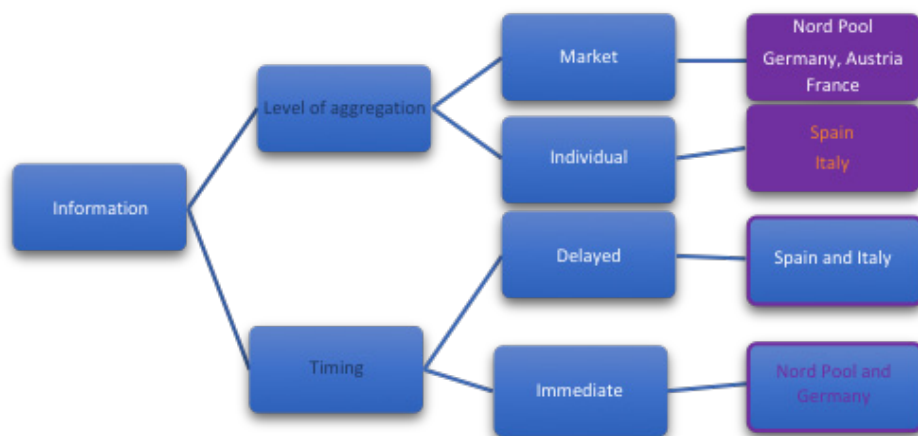 Nord Pool
Germany, Austria
France
Market
Level of aggregation
Spain
Italy
Individual
Information
Delayed
Spain and Italy
Timing
Immediate
Nord Pool and
Germany